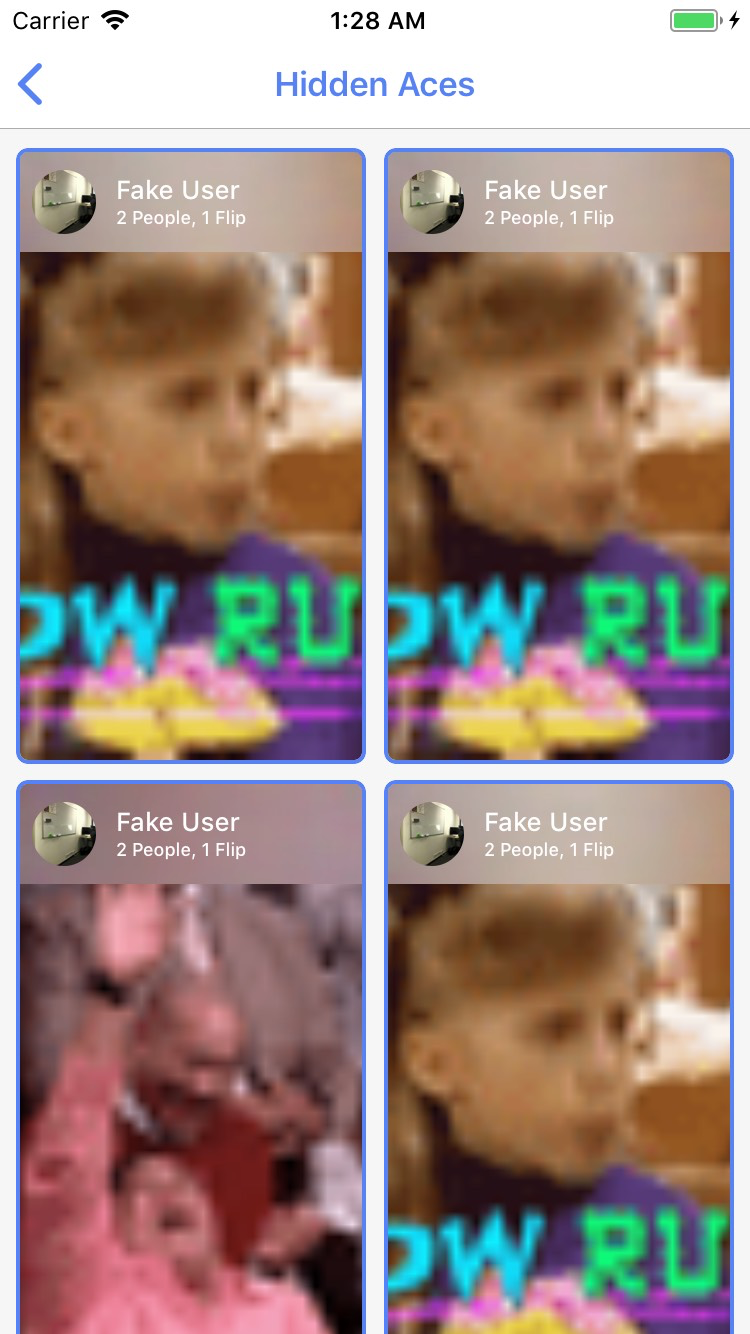 Carrier 1:28 AM
Hidden Aces
Fake User
2 People, 1 Flip
Fake User
2 People, 1 Flip
OW RU
OW RU
Fake User
2 People, 1 Flip
Fake User
2 People, 1 Flip
OW RU